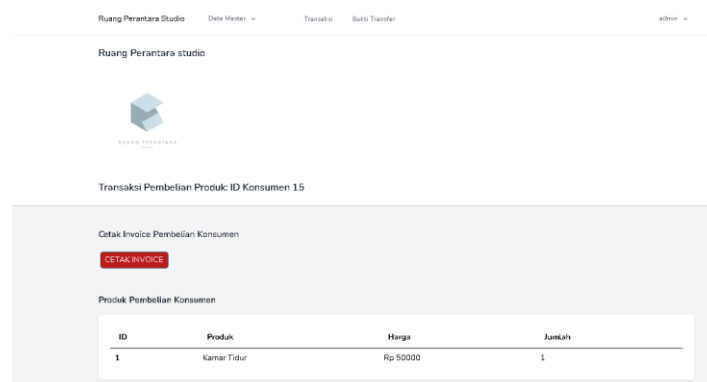 Ruang Perantara Studio Data Master Transaksi Bukti Transfer admin
Ruang Perantara studio
RUANG PERANTARA
Transaksi Pembelian Produk: ID Konsumen 15
Cetak Invoice Pembelian Konsumen
CETAK INVOICE
Produk Pembelian Konsumen
ID Produk Harga Jumlah
1 Kamar Tidur Rp 50000 1